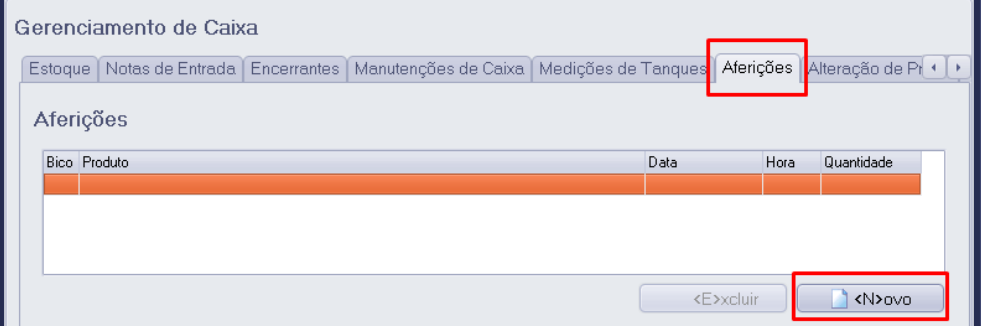 Gerenciamento de Caixa
Estoque Notas de Entrada Encerrantes Manutenções de Caixa Medições de Tanques Aferições Alteração de Pr
Aferições
Bico Produto Data Hora Quantidade
<E>xcluir <N>ovo